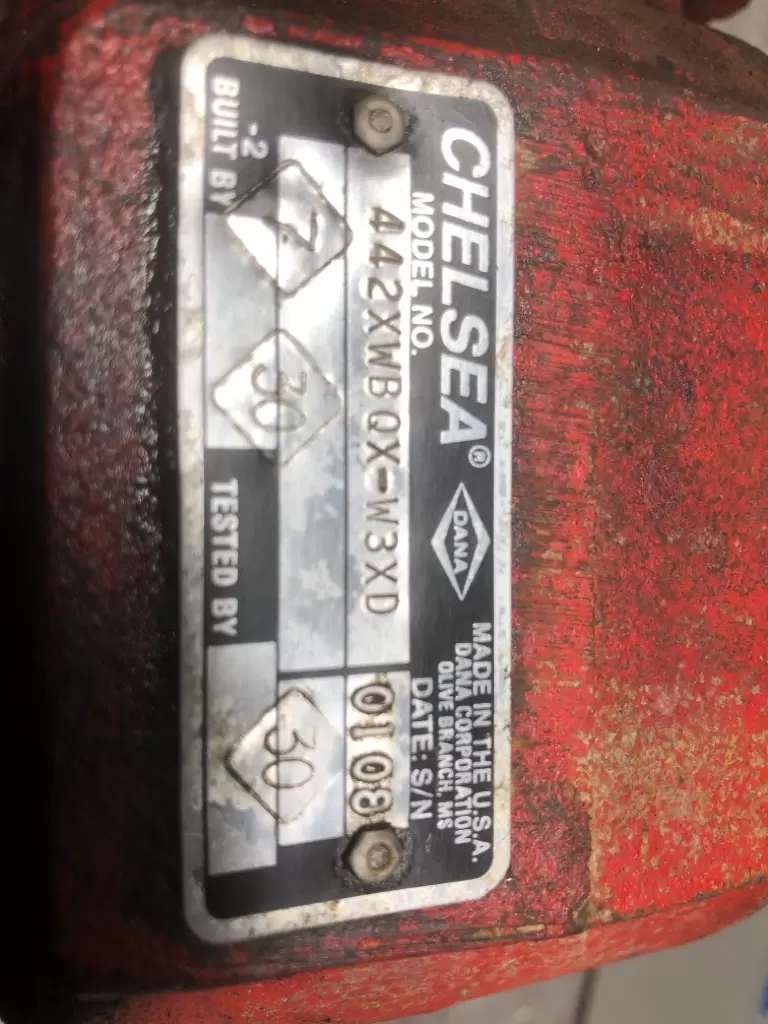 CHELSEA®
DANA
MADE IN THE U.S.A.
DANA CORPORATION
OLIVE BRANCH, MS
MODEL NO.
DATE: S/N
442XWBQX-W3XD
0108
-2
7
30
30
BUILT BY
TESTED BY